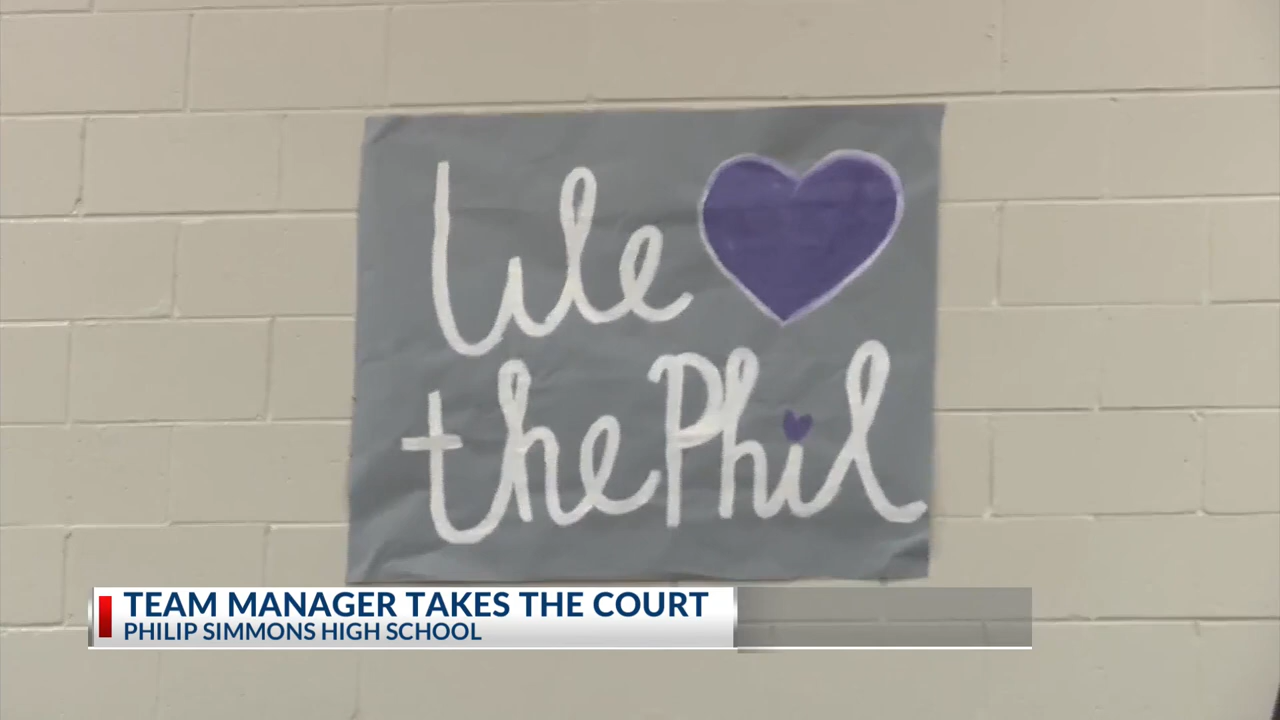 We
the Phil
TEAM MANAGER TAKES THE COURT
PHILIP SIMMONS HIGH SCHOOL